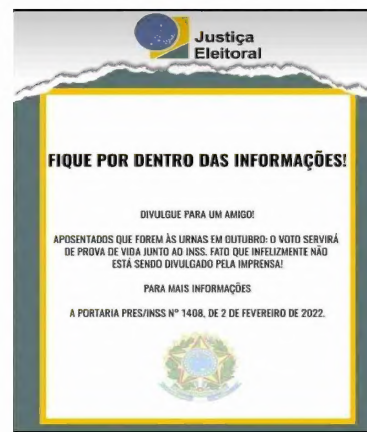 Justiça
Eleitoral
FIQUE POR DENTRO DAS INFORMAÇÕES!
DIVULGUE PARA UM AMIGO!
APOSENTADOS QUE FOREM ÀS URNAS EM OUTUBRO: O VOTO SERVIRÁ
DE PROVA DE VIDA JUNTO AO INSS. FATO QUE INFELIZMENTE NÃO
ESTÁ SENDO DIVULGADO PELA IMPRENSA!
PARA MAIS INFORMAÇÕES
A PORTARIA PRES/INSS Nº 1408, DE 2 DE FEVEREIRO DE 2022.